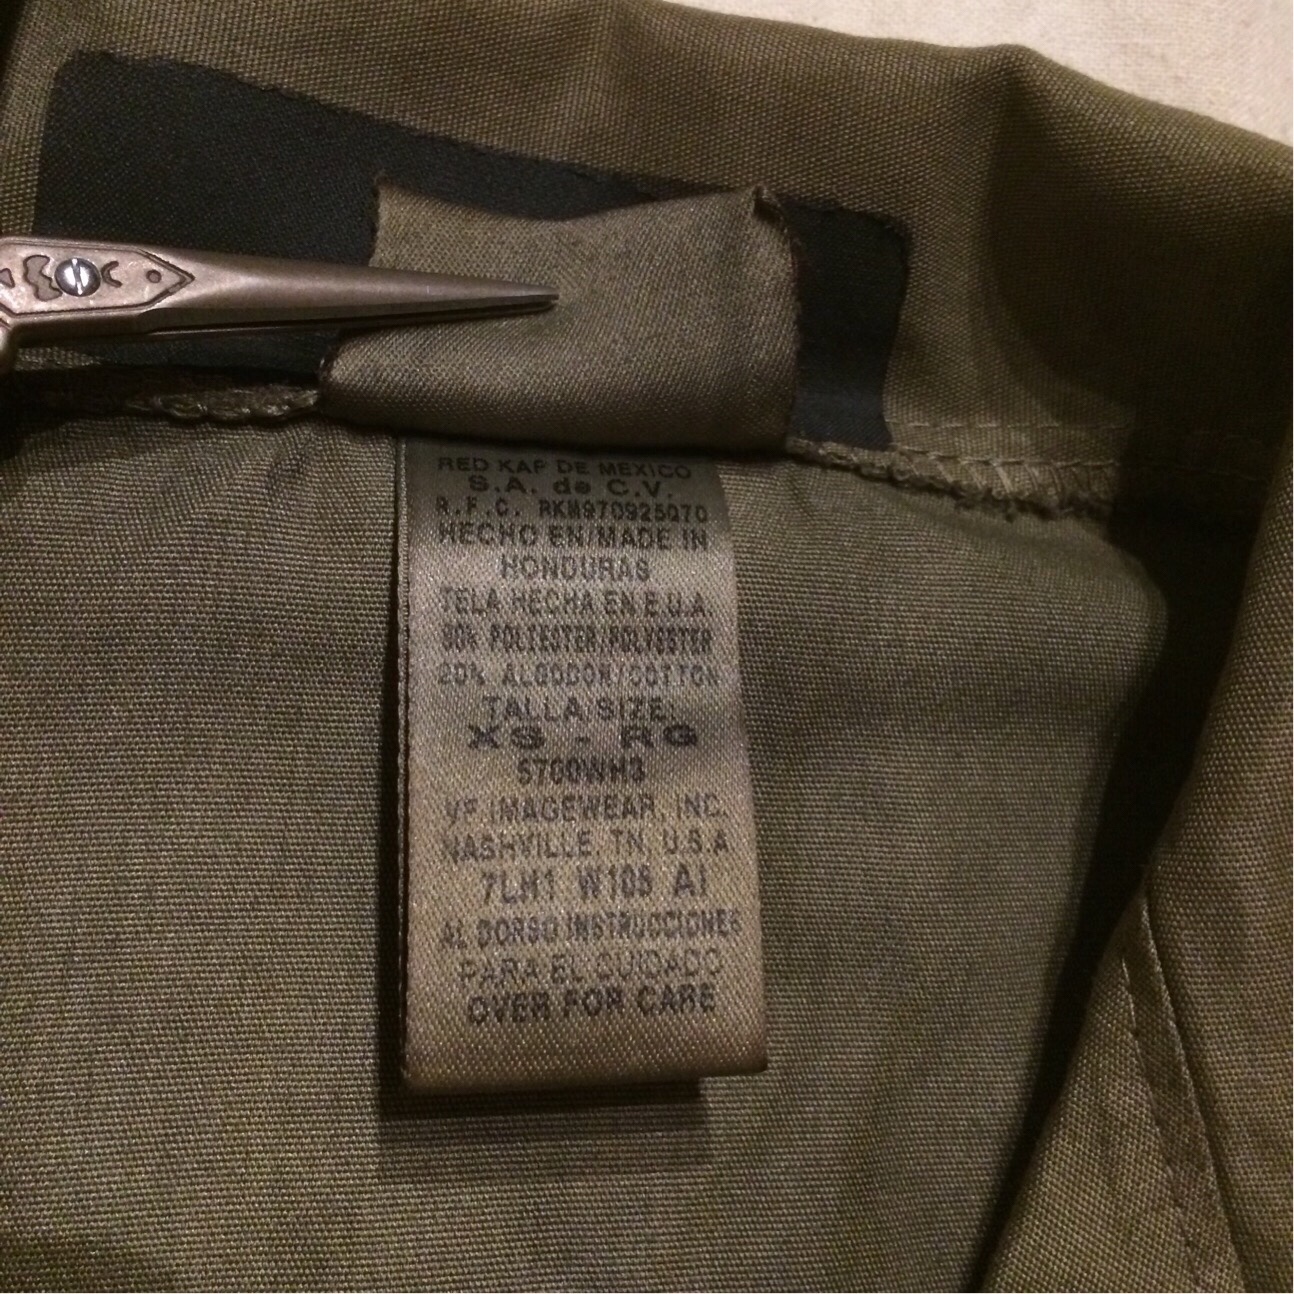 RED KAP DE MEXICO
S.A. de C.V.
R.F.C. RKM970925Q70
HECHO EN/MADE IN
HONDURAS
TELA HECHA EN E.U.A.
80% POLIESTER/POLYESTER
20% ALGODON/COTTON
TALLA/SIZE
XS - RG
5700WH3
VF IMAGEWEAR, INC.
NASHVILLE TN U.S.A
7LH1 W105 A1
AL DORSO INSTRUCCIONES
PARA EL CUIDADO
OVER FOR CARE